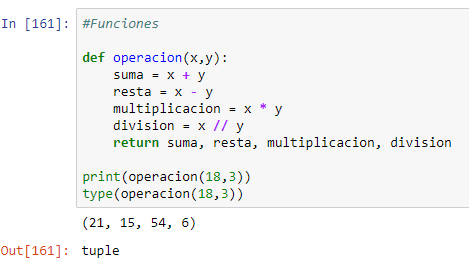 In [161]: #Funciones
def operacion(x,y):
    suma = x + y
    resta = x - y
    multiplicacion = x * y
    division = x // y
    return suma, resta, multiplicacion, division
print(operacion(18,3))
type(operacion(18,3))
(21, 15, 54, 6)
Out[161]: tuple